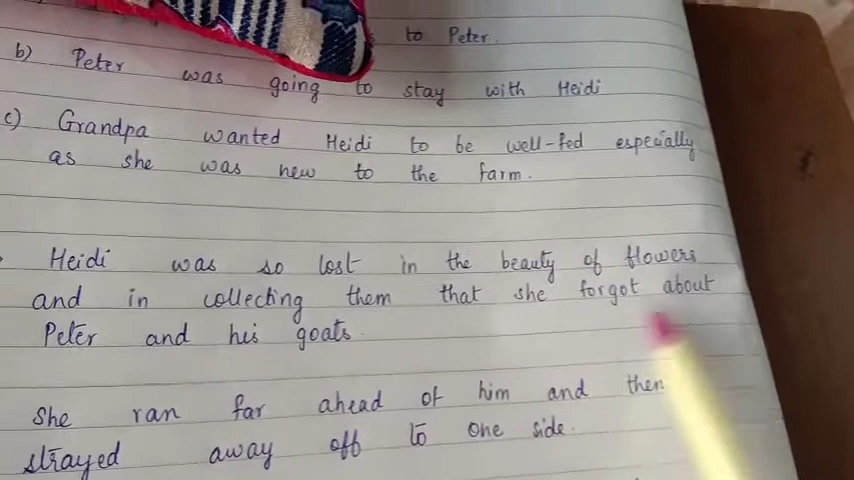 to Peter.
b) Peter was going to stay with Heidi
c) Grandpa wanted Heidi to be well-fed especially
as she was new to the farm.
Heidi was so lost in the beauty of flowers
and in collecting them that she forgot about
Peter and his goats.
She ran far ahead of him and then
strayed away off to one side.